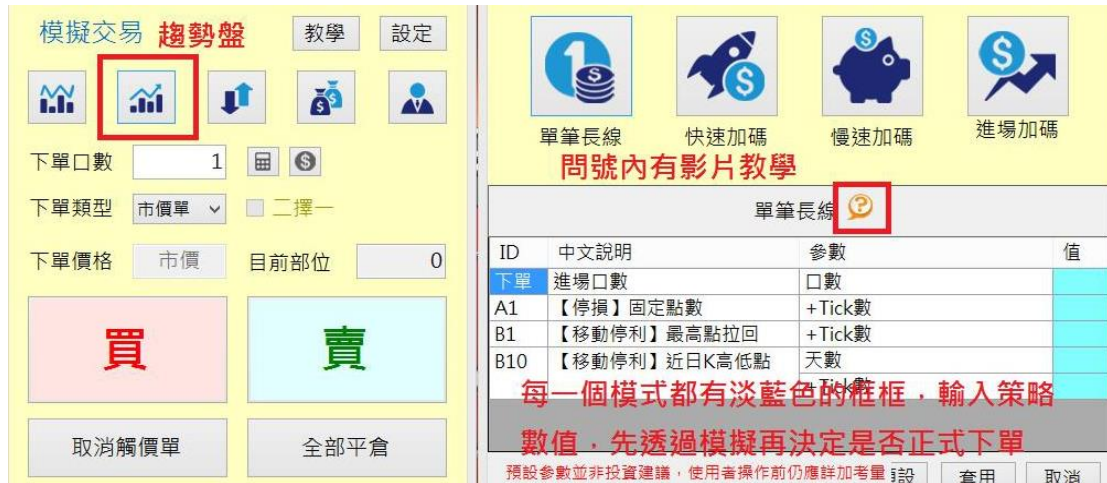 模擬交易 趨勢盤 教學 設定
下單口數 1
下單類型 市價單 二擇一
下單價格 市價 目前部位 0
買 賣
取消觸價單 全部平倉
單筆長線 快速加碼 慢速加碼 進場加碼
問號內有影片教學
單筆長線
ID 中文說明 參數 值
下單 進場口數 口數
A1 【停損】固定點數 +Tick數
B1 【移動停利】最高點拉回 +Tick數
B10 【移動停利】近日K高低點 天數
+Tick數
每一個模式都有淡藍色的框框，輸入策略
數值，先透過模擬再決定是否正式下單
預設參數並非投資建議，使用者操作前仍應詳加考量
套用 取消